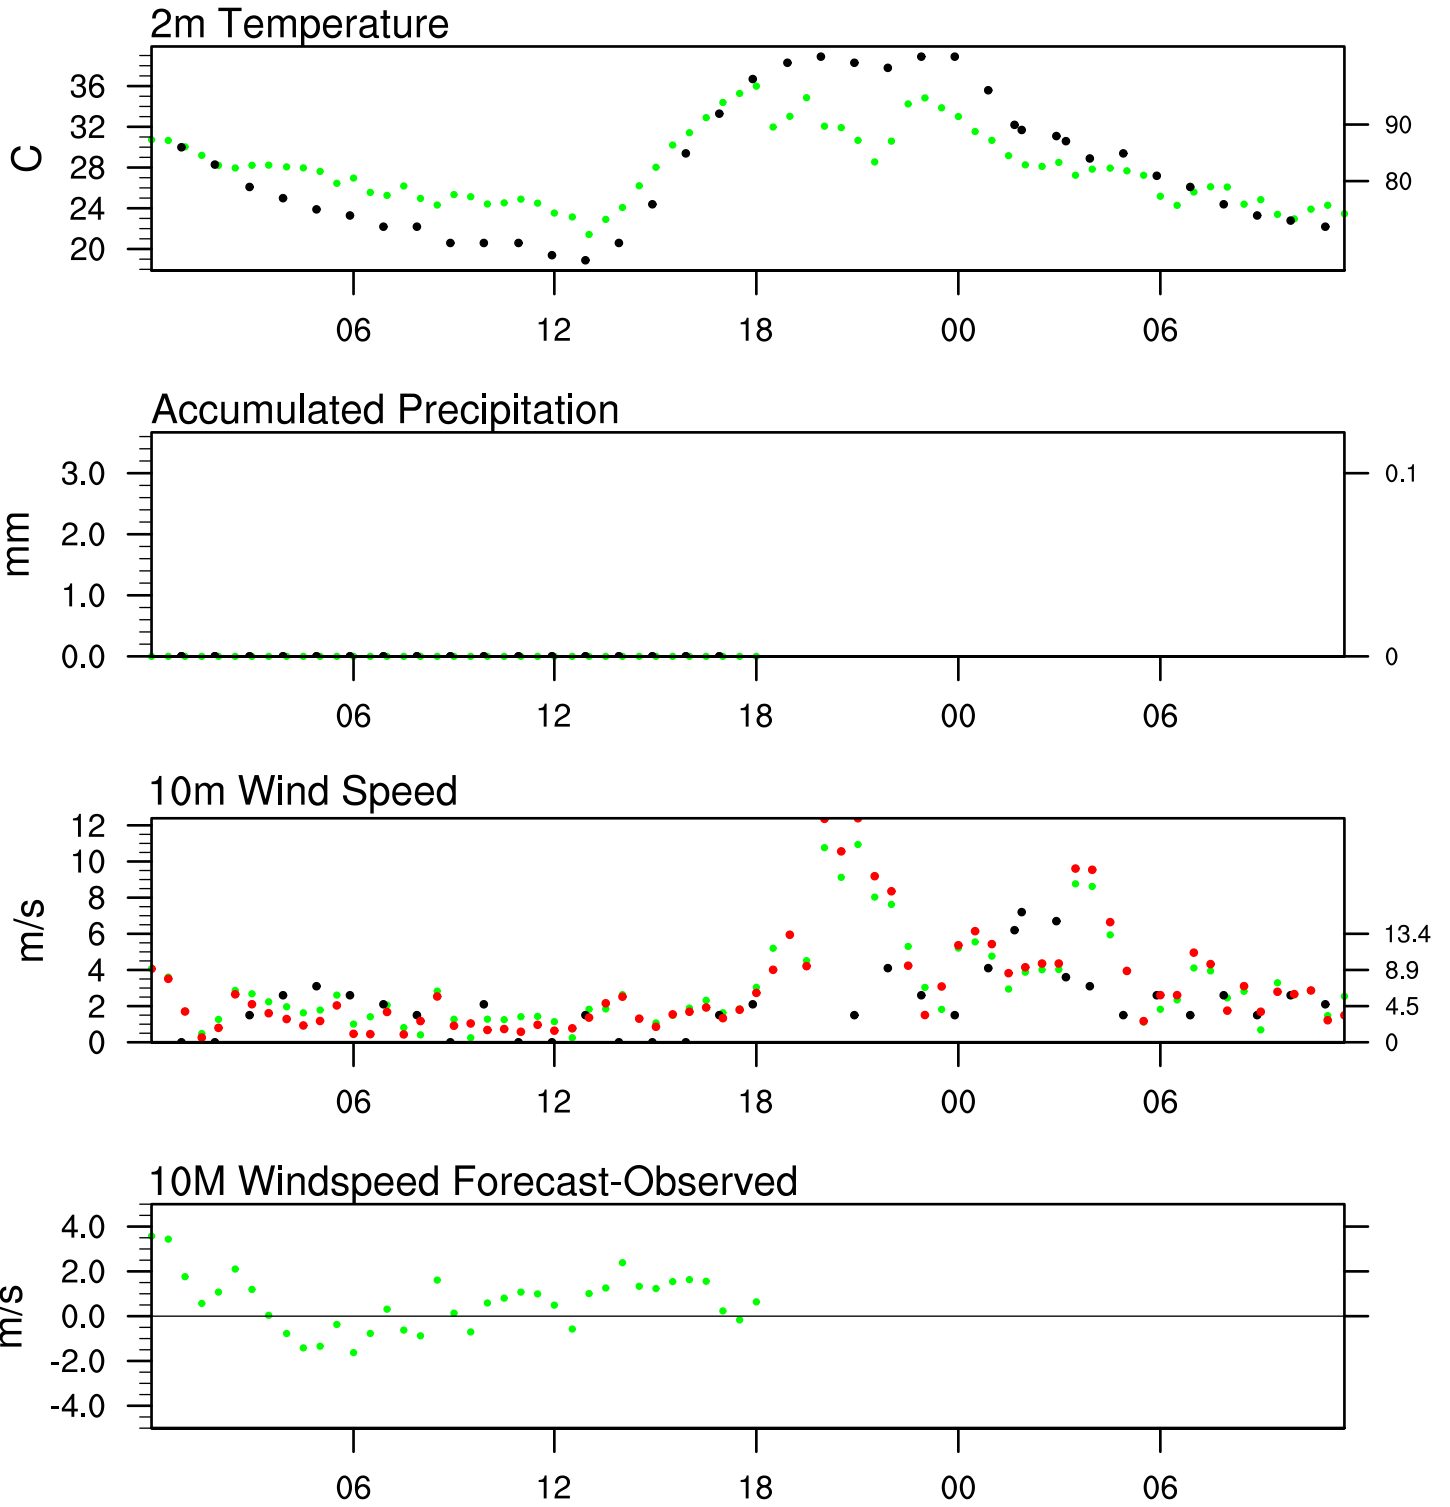 2m Temperature
36
32
28
24
20
C
90
80
06 12 18 00 06
Accumulated Precipitation
3.0
2.0
1.0
0.0
mm
0.1
0
06 12 18 00 06
10m Wind Speed
12
10
8
6
4
2
0
m/s
13.4
8.9
4.5
0
06 12 18 00 06
10M Windspeed Forecast-Observed
4.0
2.0
0.0
-2.0
-4.0
m/s
06 12 18 00 06